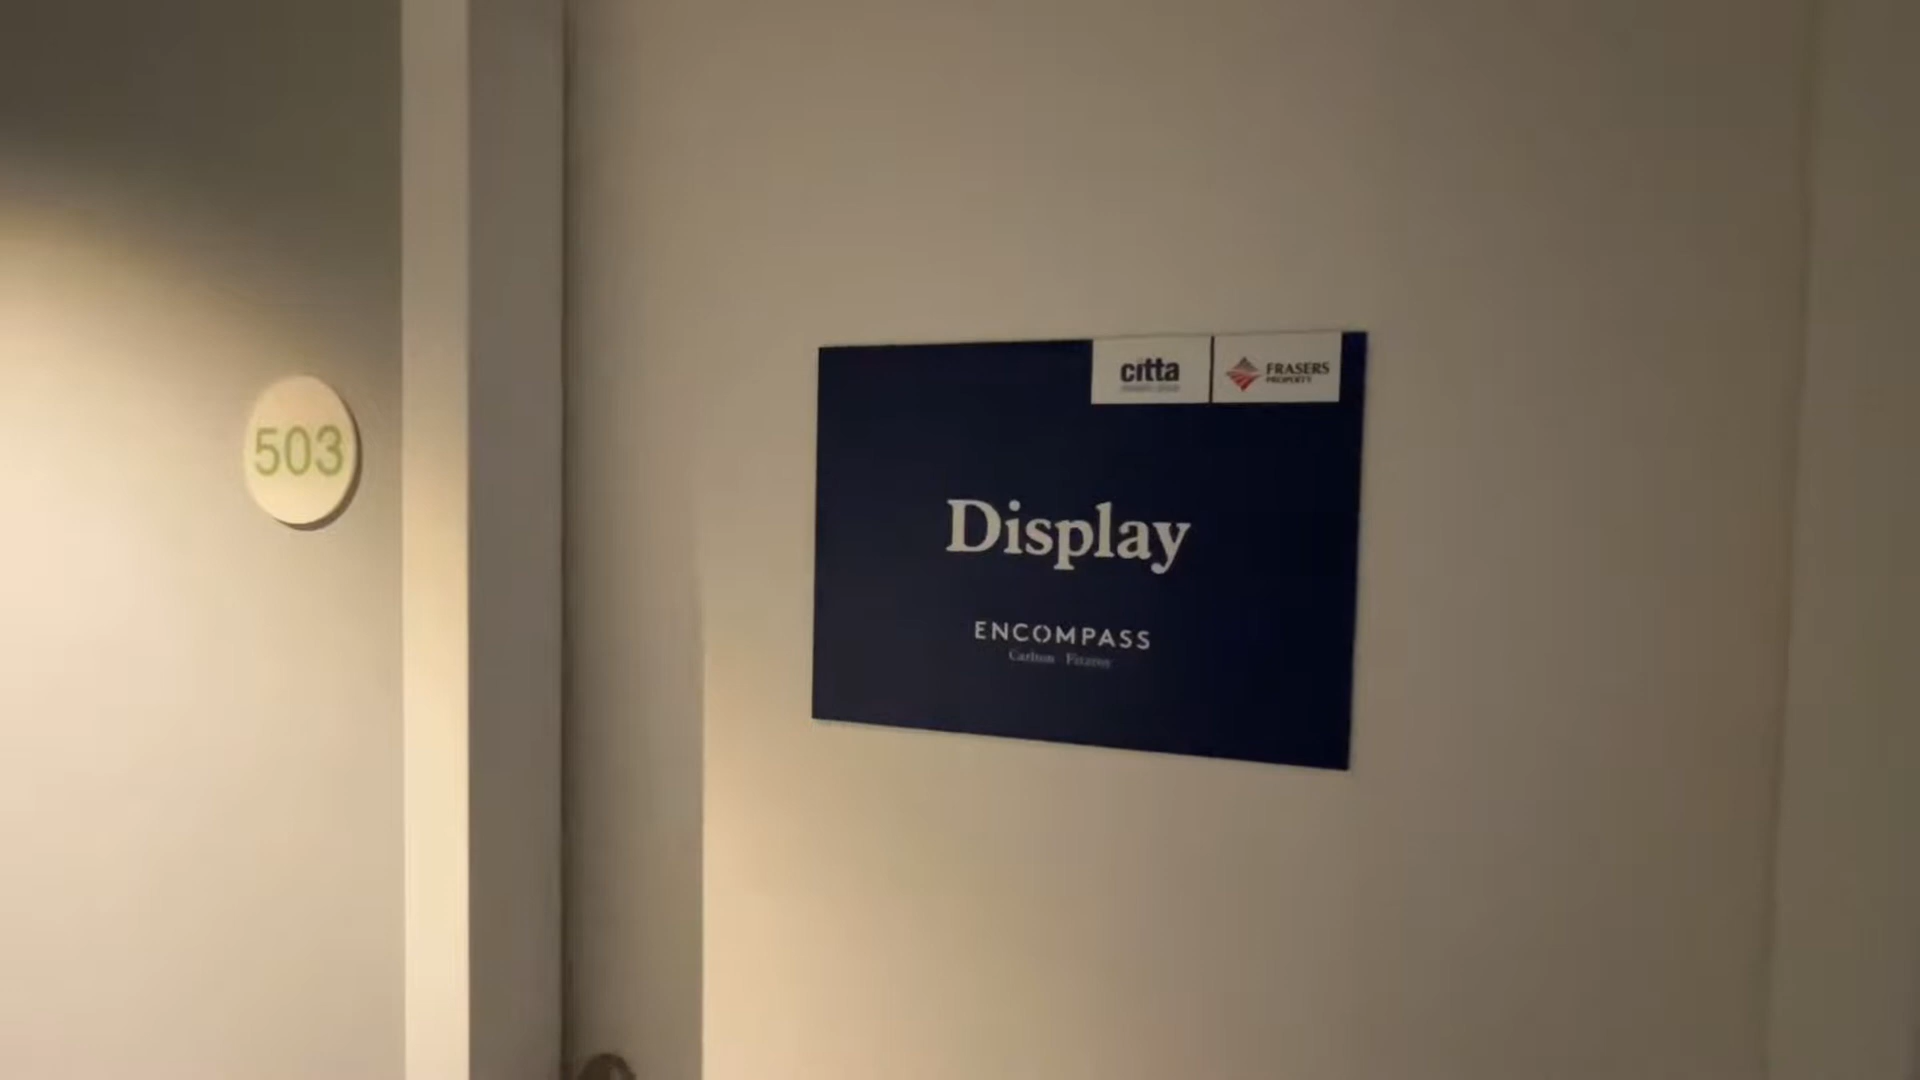 503
citta
FRASERS
PROPERTY
Display
ENCOMPASS
Carlton Fitzroy